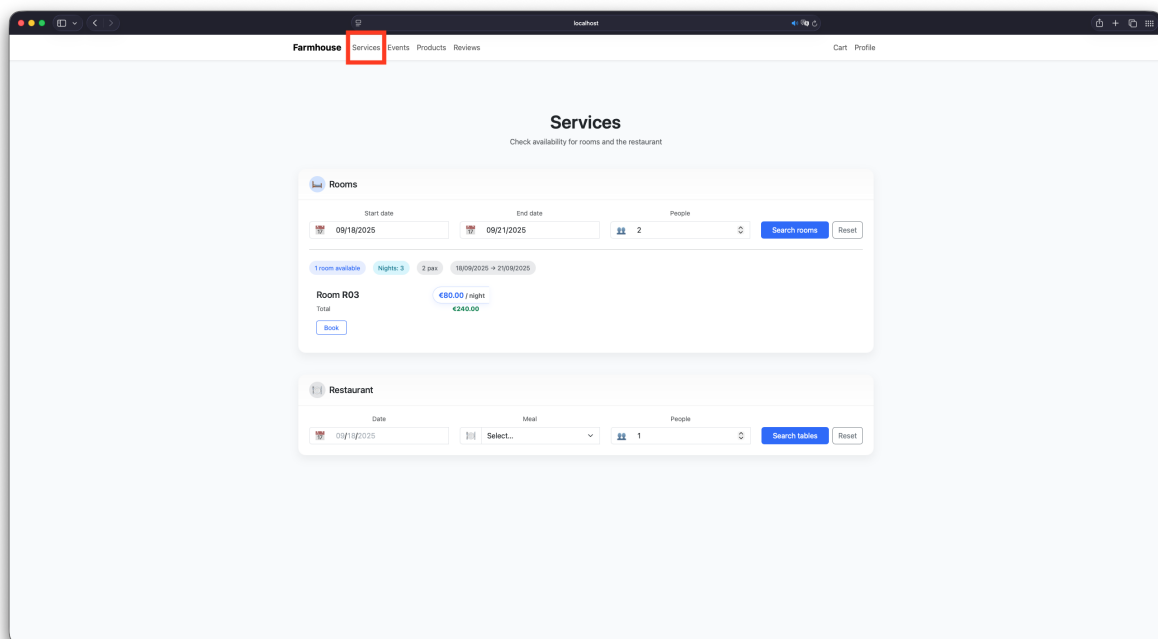 localhost
Farmhouse Services Events Products Reviews Cart Profile
Services
Check availability for rooms and the restaurant
Rooms
Start date End date People
09/18/2025 09/21/2025 2 Search rooms Reset
1 room available Nights: 3 2 pax 18/09/2025 → 21/09/2025
Room R03 €80.00 / night
Total €240.00
Book
Restaurant
Date Meal People
09/18/2025 Select... 1 Search tables Reset